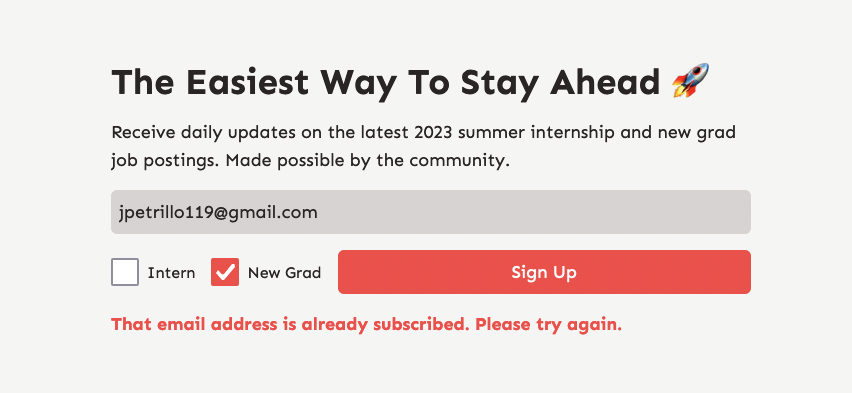 The Easiest Way To Stay Ahead 🚀
Receive daily updates on the latest 2023 summer internship and new grad
job postings. Made possible by the community.
jpetrillo119@gmail.com
Intern New Grad Sign Up
That email address is already subscribed. Please try again.